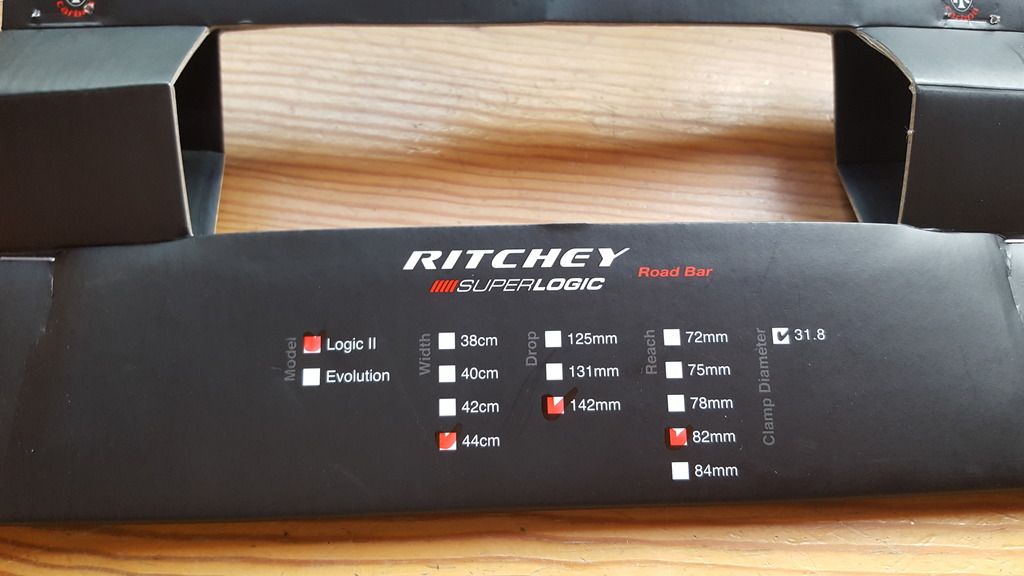 carbon
RITCHEY
SUPERLOGIC
Road Bar
Model
Logic II
Evolution
Width
38cm
40cm
42cm
44cm
Drop
125mm
131mm
142mm
Reach
72mm
75mm
78mm
82mm
84mm
Clamp Diameter
31.8